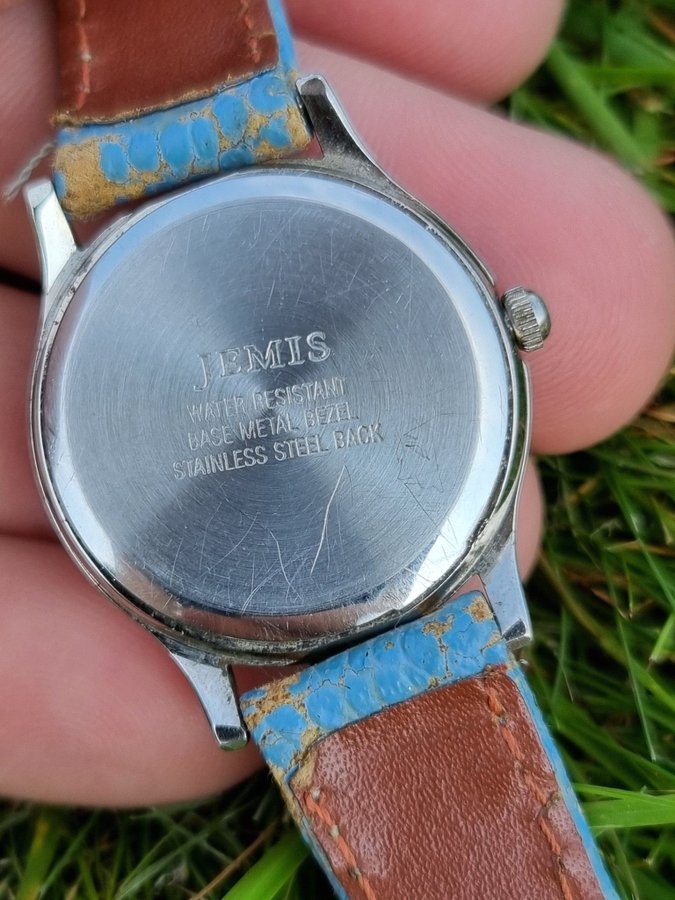 JEMIS
WATER RESISTANT
BASE METAL BEZEL
STAINLESS STEEL BACK